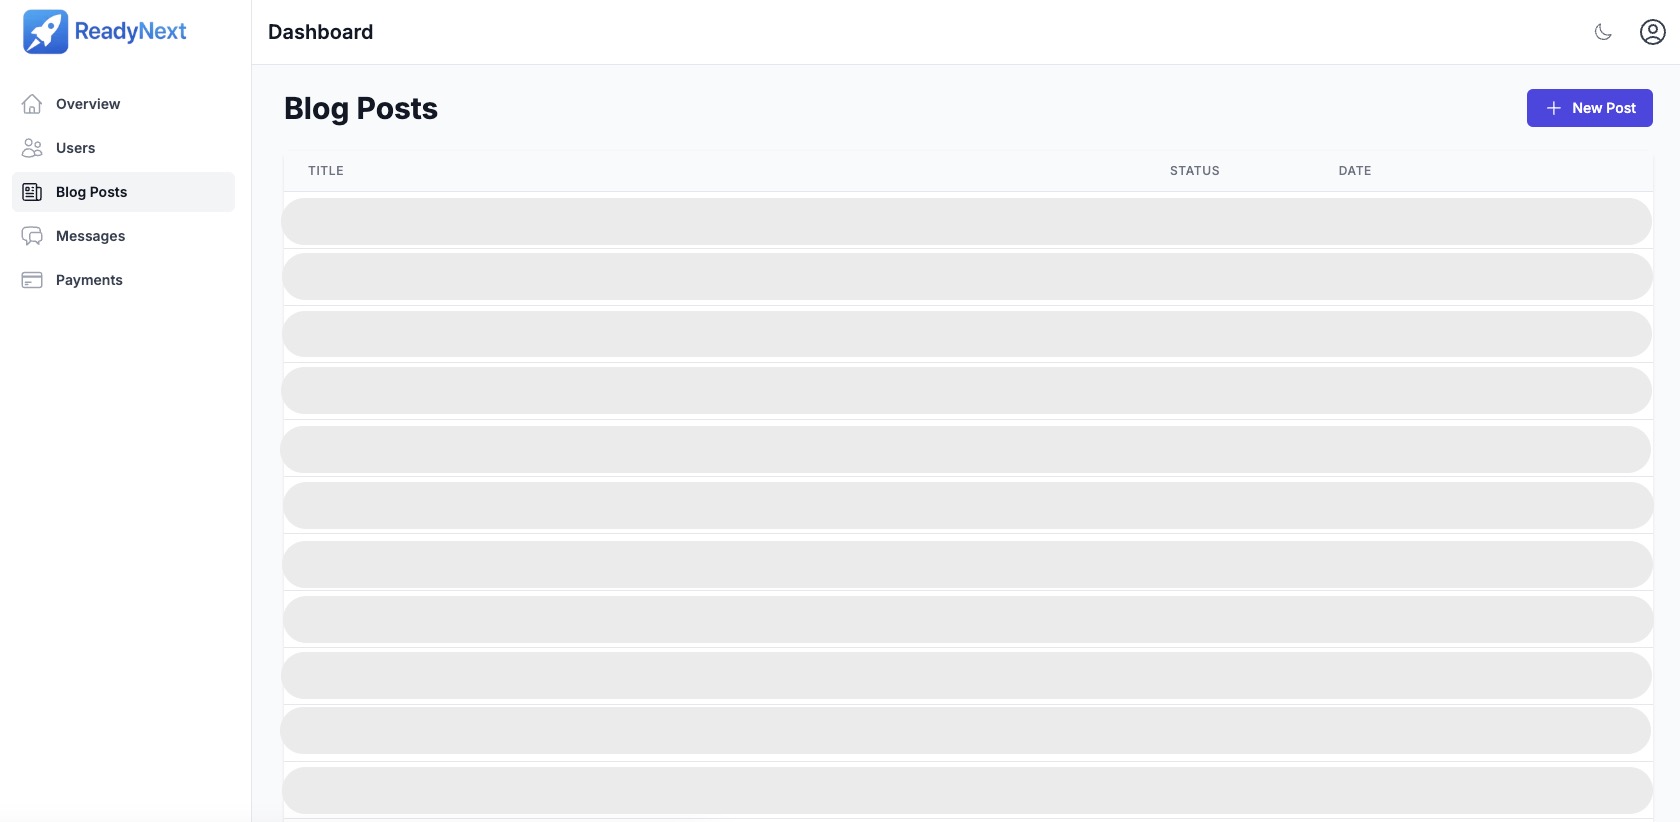 ReadyNext
Dashboard
Overview
Users
Blog Posts
Messages
Payments
Blog Posts
New Post
TITLE STATUS DATE